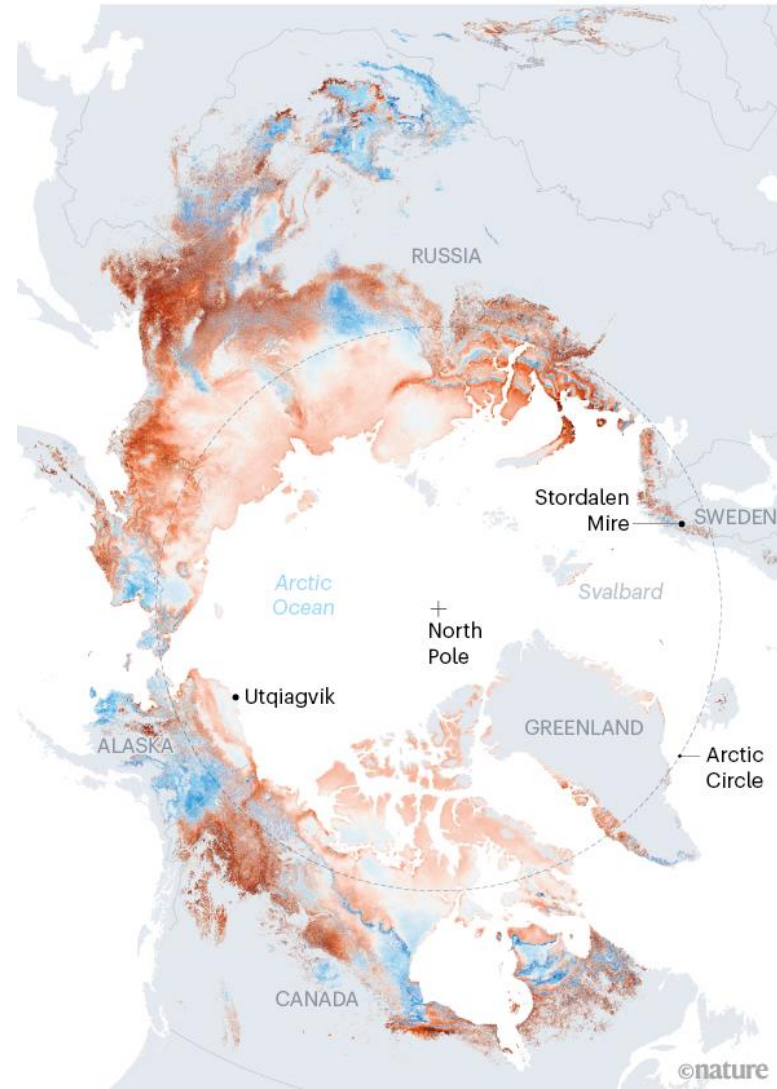 RUSSIA
Stordalen
Mire
SWEDEN
Arctic
Ocean
Svalbard
North
Pole
Utqiagvik
ALASKA
GREENLAND
Arctic
Circle
CANADA
©nature